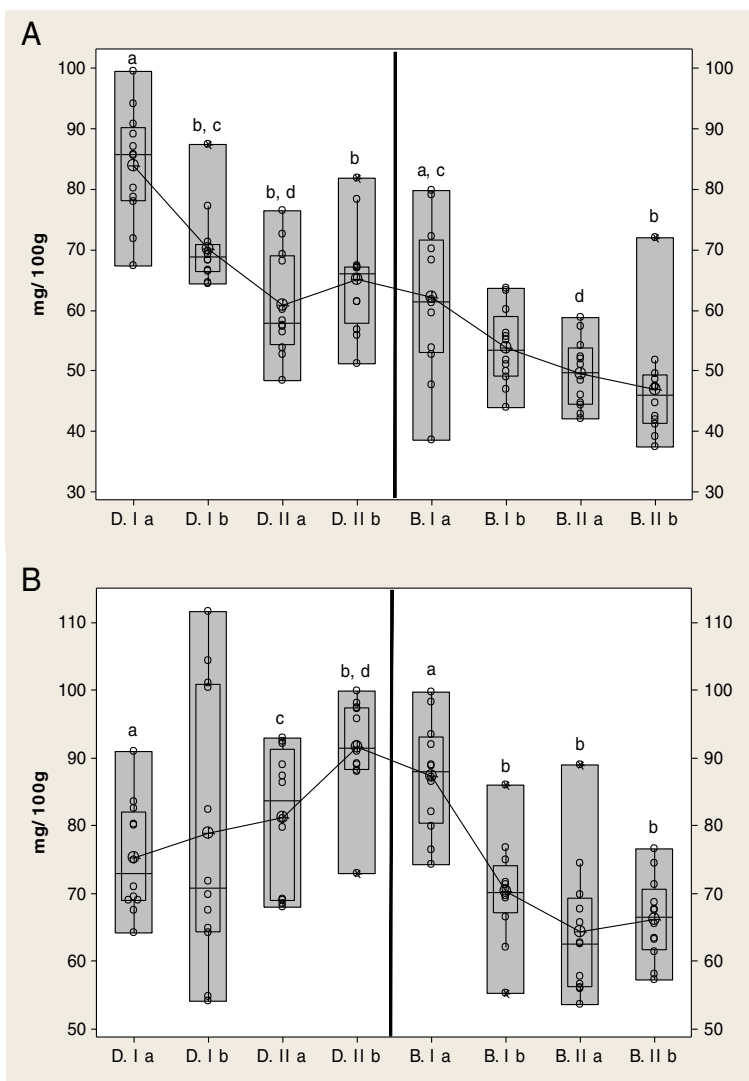 A
a
100 100
90 b, c 90
b
80 b, d a, c 80
b
70 70
d
60 60
50 50
40 40
30 30
mg/100g
D. I a D. I b D. II a D. II b B. I a B. I b B. II a B. II b
B
110 110
b, d a
100 100
c
a b
90 90
b
b
80 80
70 70
60 60
50 50
mg/100g
D. I a D. I b D. II a D. II b B. I a B. I b B. II a B. II b